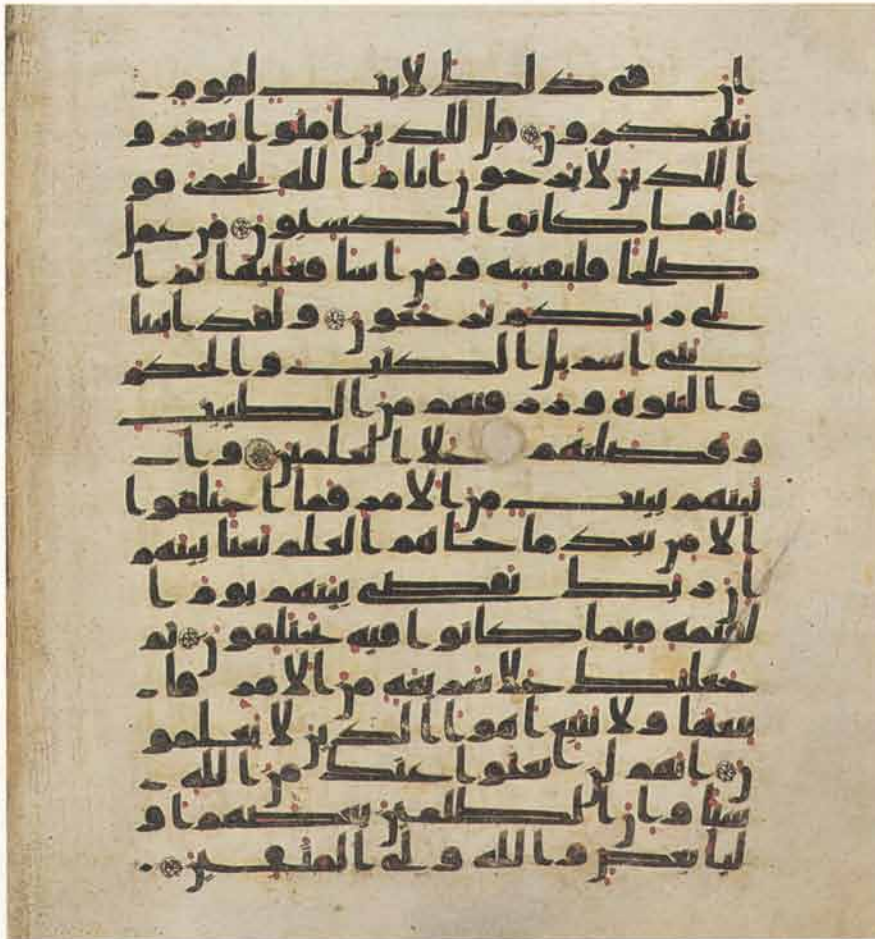 ان في ذلك لايت لقوم
يتفكرون ۝ قل للذين امنوا يغفرو
ا للذين لا يرجون ايام الله ليجزي قو
ما بما كانوا يكسبون ۝ من عمل
صلحا فلنفسه ومن اسا فعليها ثم ا
لى ربكم ترجعون ۝ ولقد اتينا
بني اسريل الكتب والحكم
والنبوة ورزقنهم من الطيبت
وفضلنهم على العلمين ۝ وا
تينهم بينت من الامر فما اختلفوا
الا من بعد ما جاهم العلم بغيا بينهم
ان ربك يقضي بينهم يوم ا
لقيمه فيما كانوا فيه يختلفون ۝ ثم
جعلنك على شريعه من الامر فا
تبعها ولا تتبع اهوا الذين لا يعلمو
ن ۝ انهم لن يغنوا عنك من الله
شيا وان الظلمين بعضهم ا و
ليا بعض والله ولي المتقين ۝